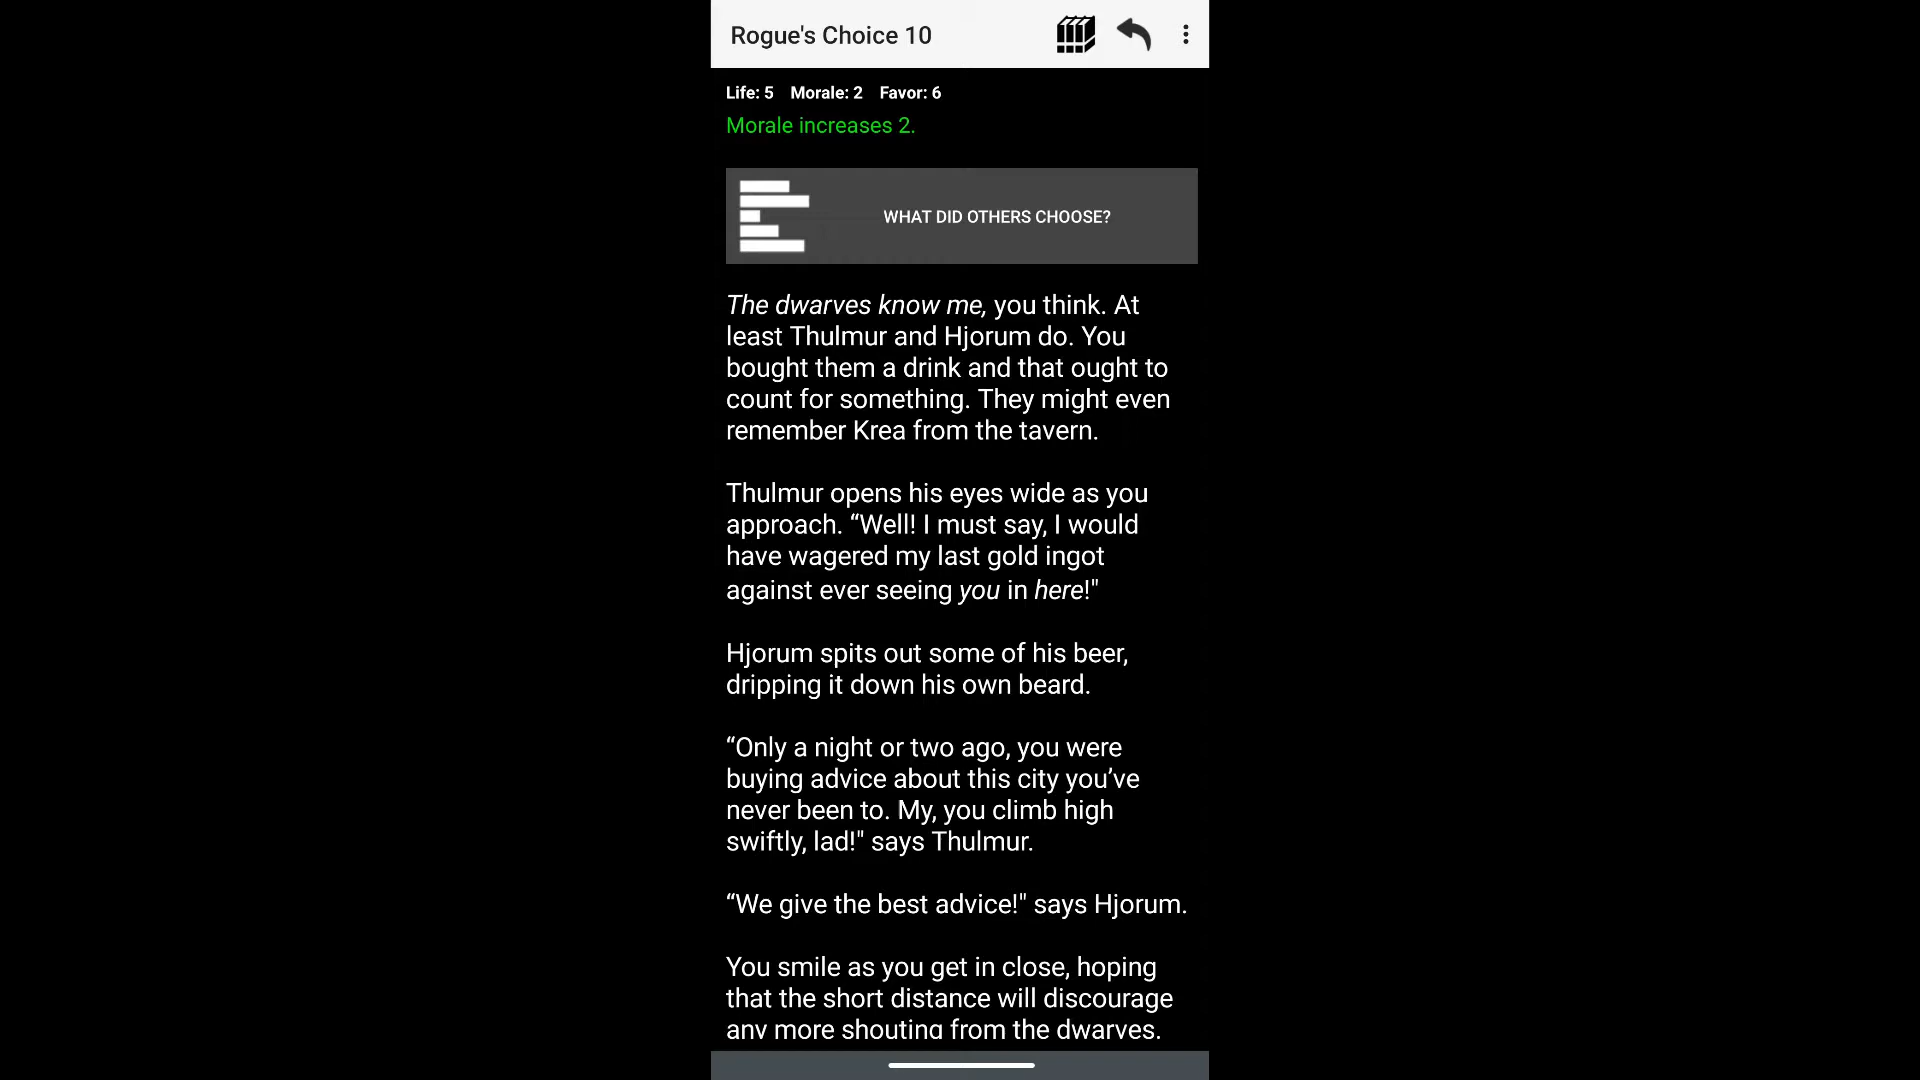 Rogue's Choice 10
Life: 5 Morale: 2 Favor: 6
Morale increases 2.
WHAT DID OTHERS CHOOSE?
The dwarves know me, you think. At
least Thulmur and Hjorum do. You
bought them a drink and that ought to
count for something. They might even
remember Krea from the tavern.
Thulmur opens his eyes wide as you
approach. “Well! I must say, I would
have wagered my last gold ingot
against ever seeing you in here!"
Hjorum spits out some of his beer,
dripping it down his own beard.
“Only a night or two ago, you were
buying advice about this city you’ve
never been to. My, you climb high
swiftly, lad!" says Thulmur.
“We give the best advice!" says Hjorum.
You smile as you get in close, hoping
that the short distance will discourage
any more shouting from the dwarves.